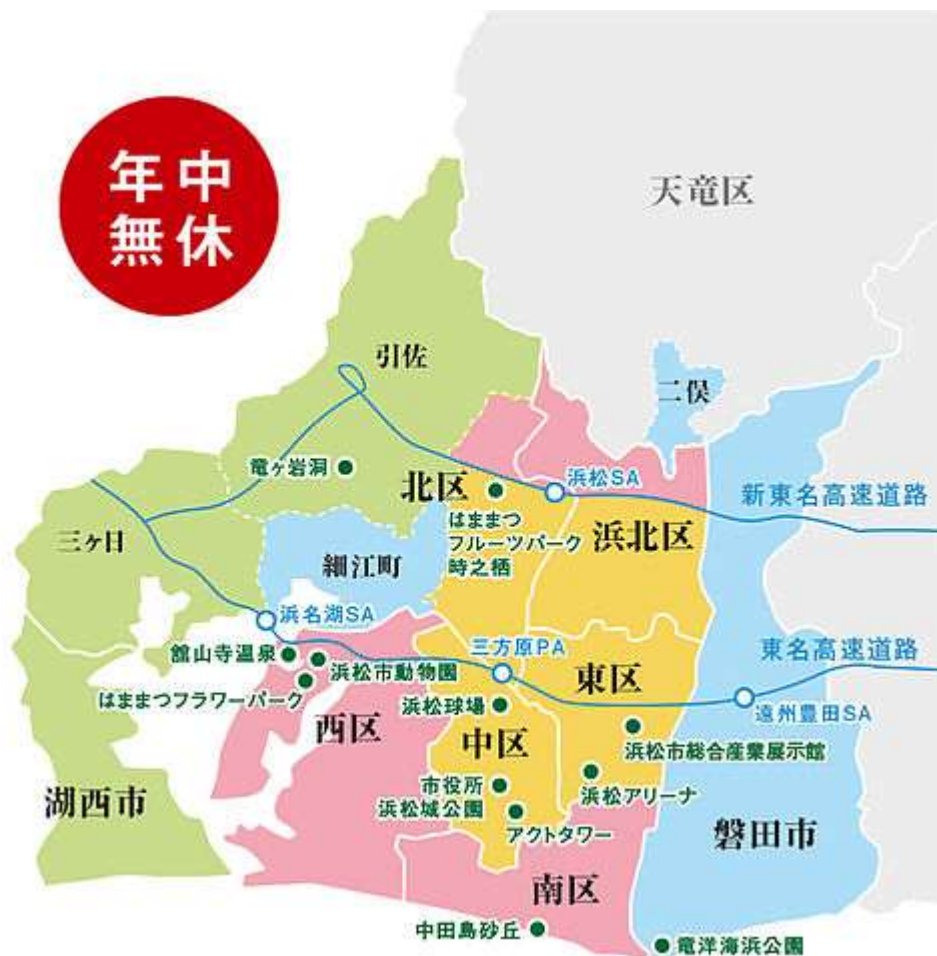 年中
無休
天竜区
引佐
二俣
竜ヶ岩洞
北区
浜松SA
新東名高速道路
はままつ
フルーツパーク
時之栖
浜北区
三ヶ日
細江町
浜名湖SA
三方原PA
東名高速道路
舘山寺温泉
浜松市動物園
東区
はままつフラワーパーク
西区
浜松球場
遠州豊田SA
中区
浜松市総合産業展示館
市役所
浜松城公園
浜松アリーナ
湖西市
アクトタワー
磐田市
南区
中田島砂丘
竜洋海浜公園